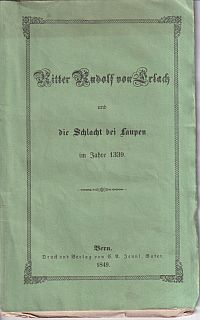 Ritter Rudolf von Erlach
und
die Schlacht bei Laupen
im Jahre 1339.
Bern.
Druck und Verlag von C. A. Jenni, Vater.
1849.